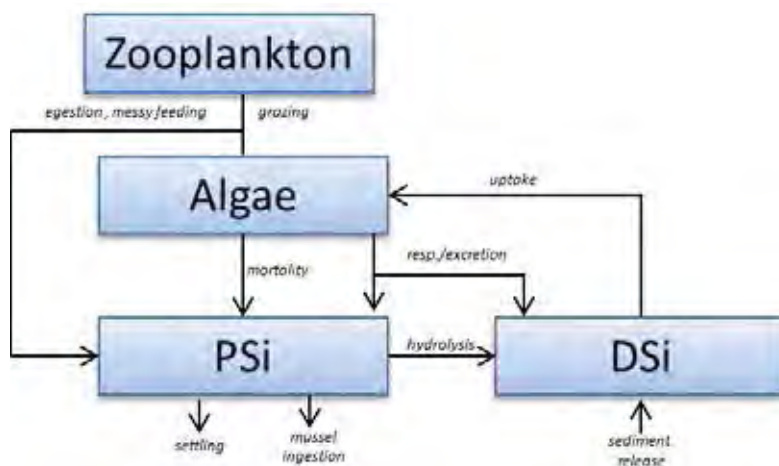 Zooplankton
egestion, messy feeding
grazing
Algae
uptake
mortality
resp./excretion
PSi
hydrolysis
DSi
settling
mussel
ingestion
sediment
release